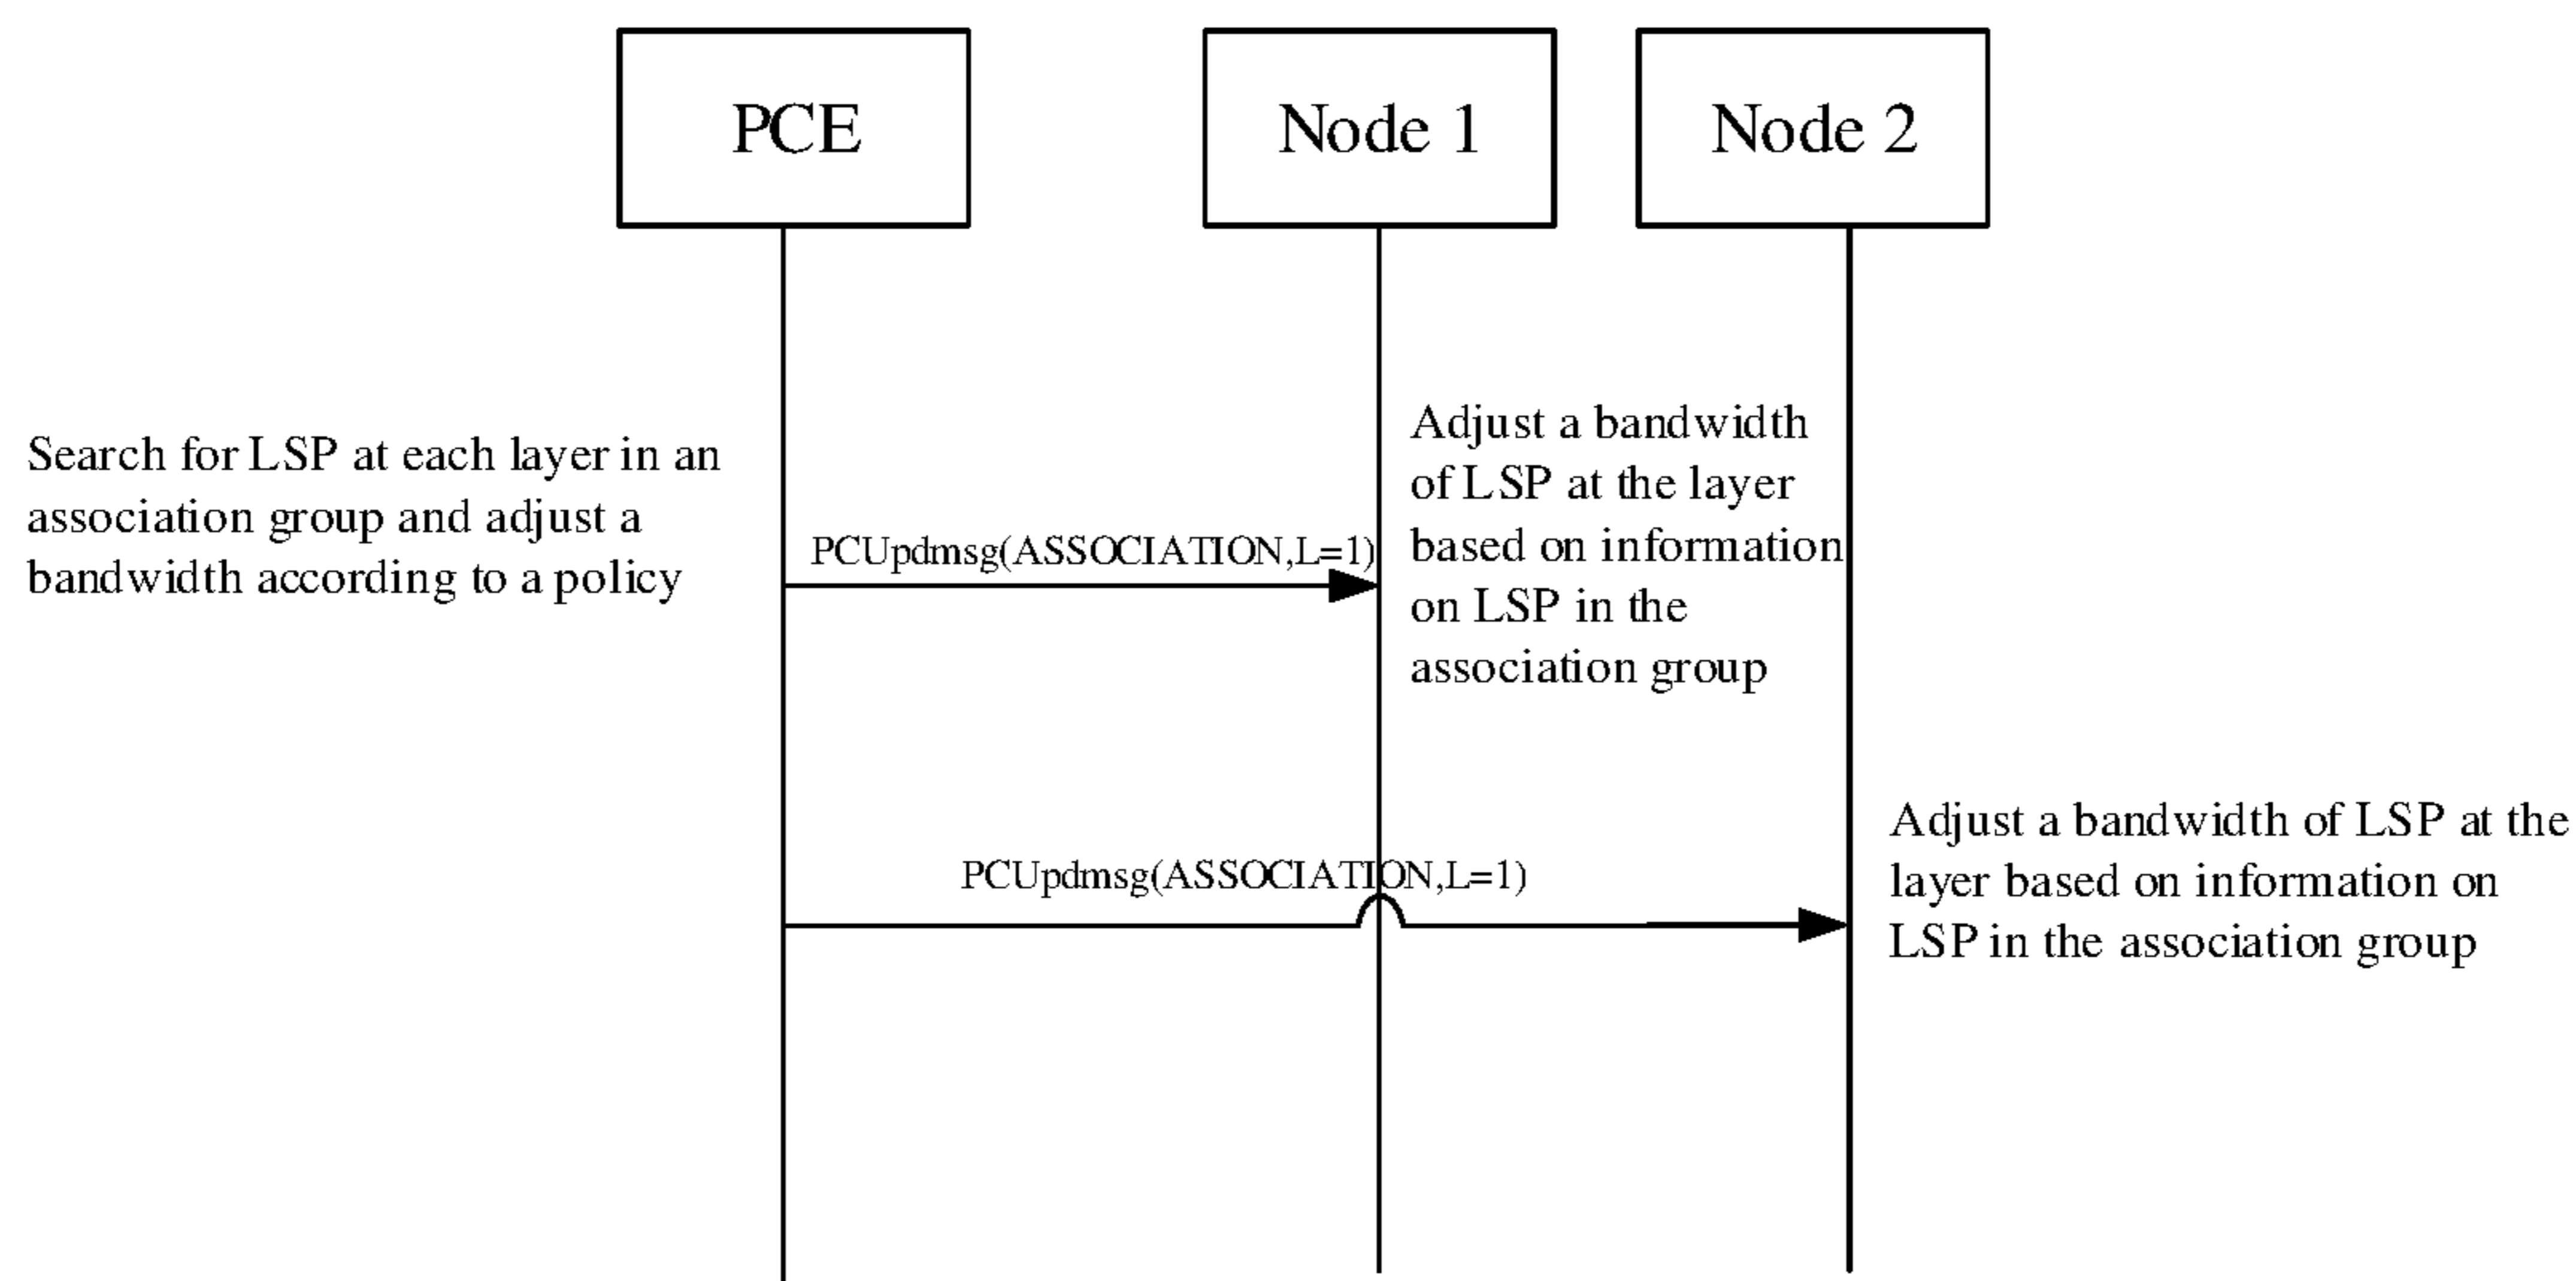 PCE
Node 1
Node 2
Search for LSP at each layer in an
association group and adjust a
bandwidth according to a policy
PCUpdmsg(ASSOCIATION,L=1)
Adjust a bandwidth
of LSP at the layer
based on information
on LSP in the
association group
PCUpdmsg(ASSOCIATION,L=1)
Adjust a bandwidth of LSP at the
layer based on information on
LSP in the association group